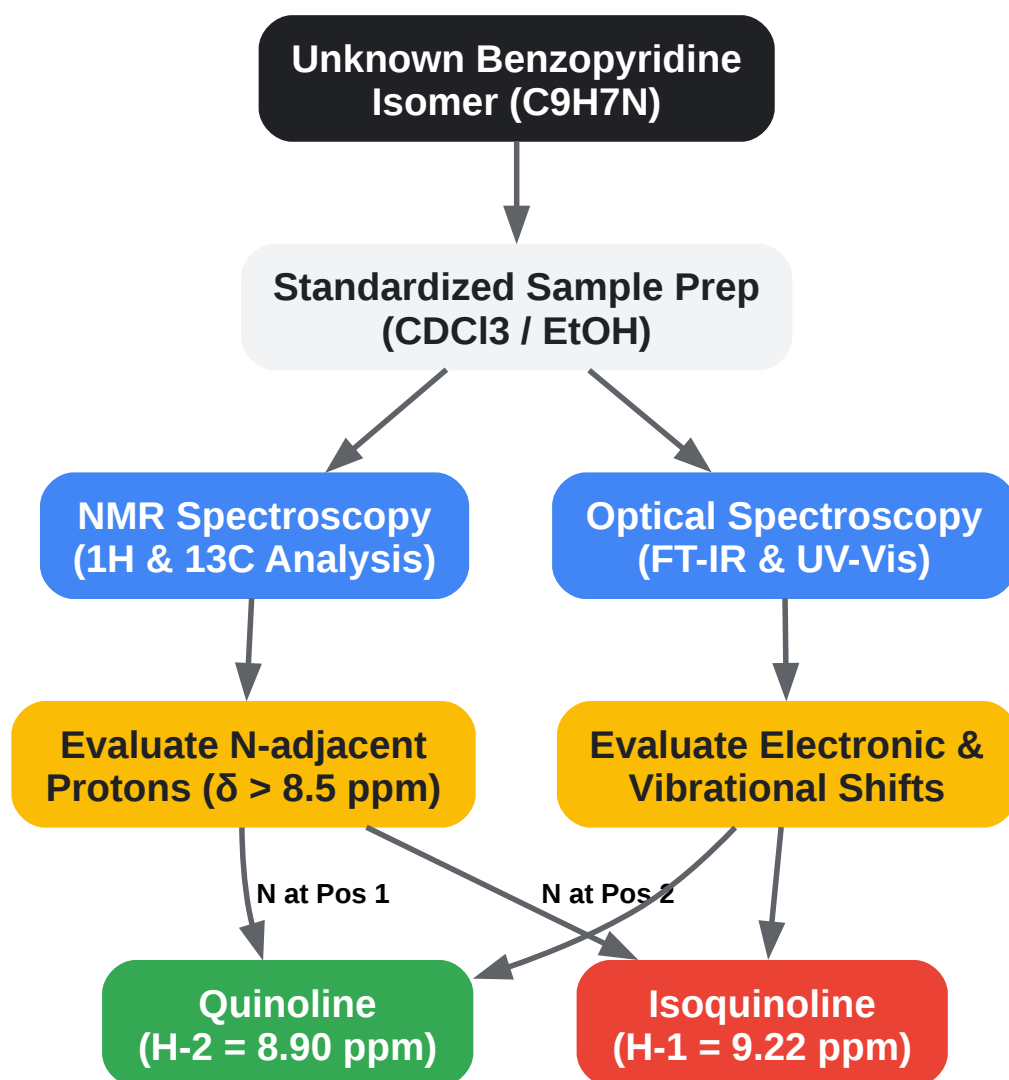 Unknown Benzopyridine
Isomer (C9H7N)
Standardized Sample Prep
(CDCl3 / EtOH)
NMR Spectroscopy
(1H & 13C Analysis)
Optical Spectroscopy
(FT-IR & UV-Vis)
Evaluate N-adjacent
Protons (δ > 8.5 ppm)
Evaluate Electronic &
Vibrational Shifts
N at Pos 1
N at Pos 2
Quinoline
(H-2 = 8.90 ppm)
Isoquinoline
(H-1 = 9.22 ppm)